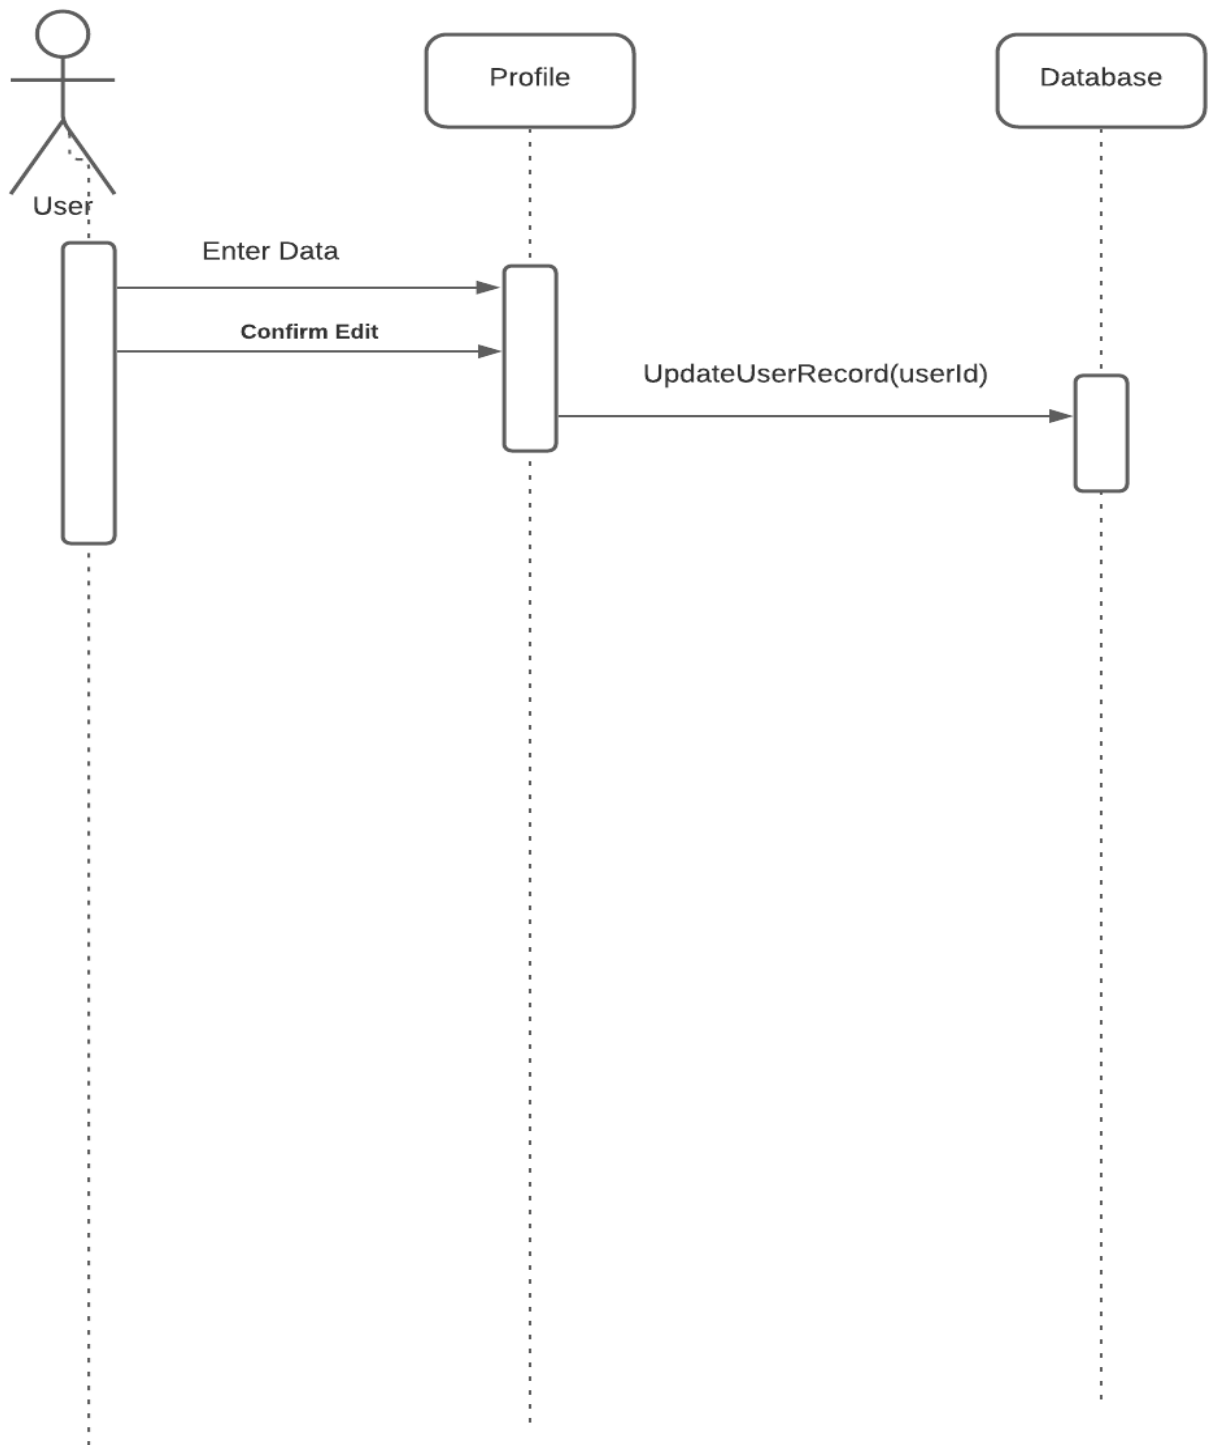 Profile
Database
User
Enter Data
Confirm Edit
UpdateUserRecord(userId)